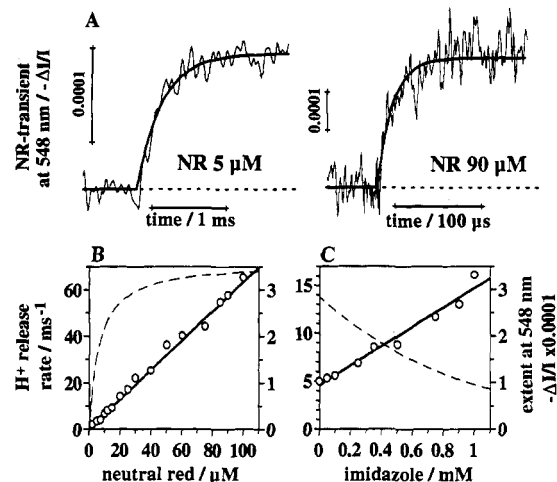 A
NR-transient
at 548 nm / -ΔI/I
0.0001
NR 5 µM
time / 1 ms
0.0001
NR 90 µM
time / 100 µs
B
H+ release
rate / ms⁻¹
60
40
20
0
3
2
1
0
0 20 40 60 80 100
neutral red / µM
C
15
10
5
0
3
2
1
0
0 0.2 0.4 0.6 0.8 1
imidazole / mM
extent at 548 nm
-ΔI/I x0.0001